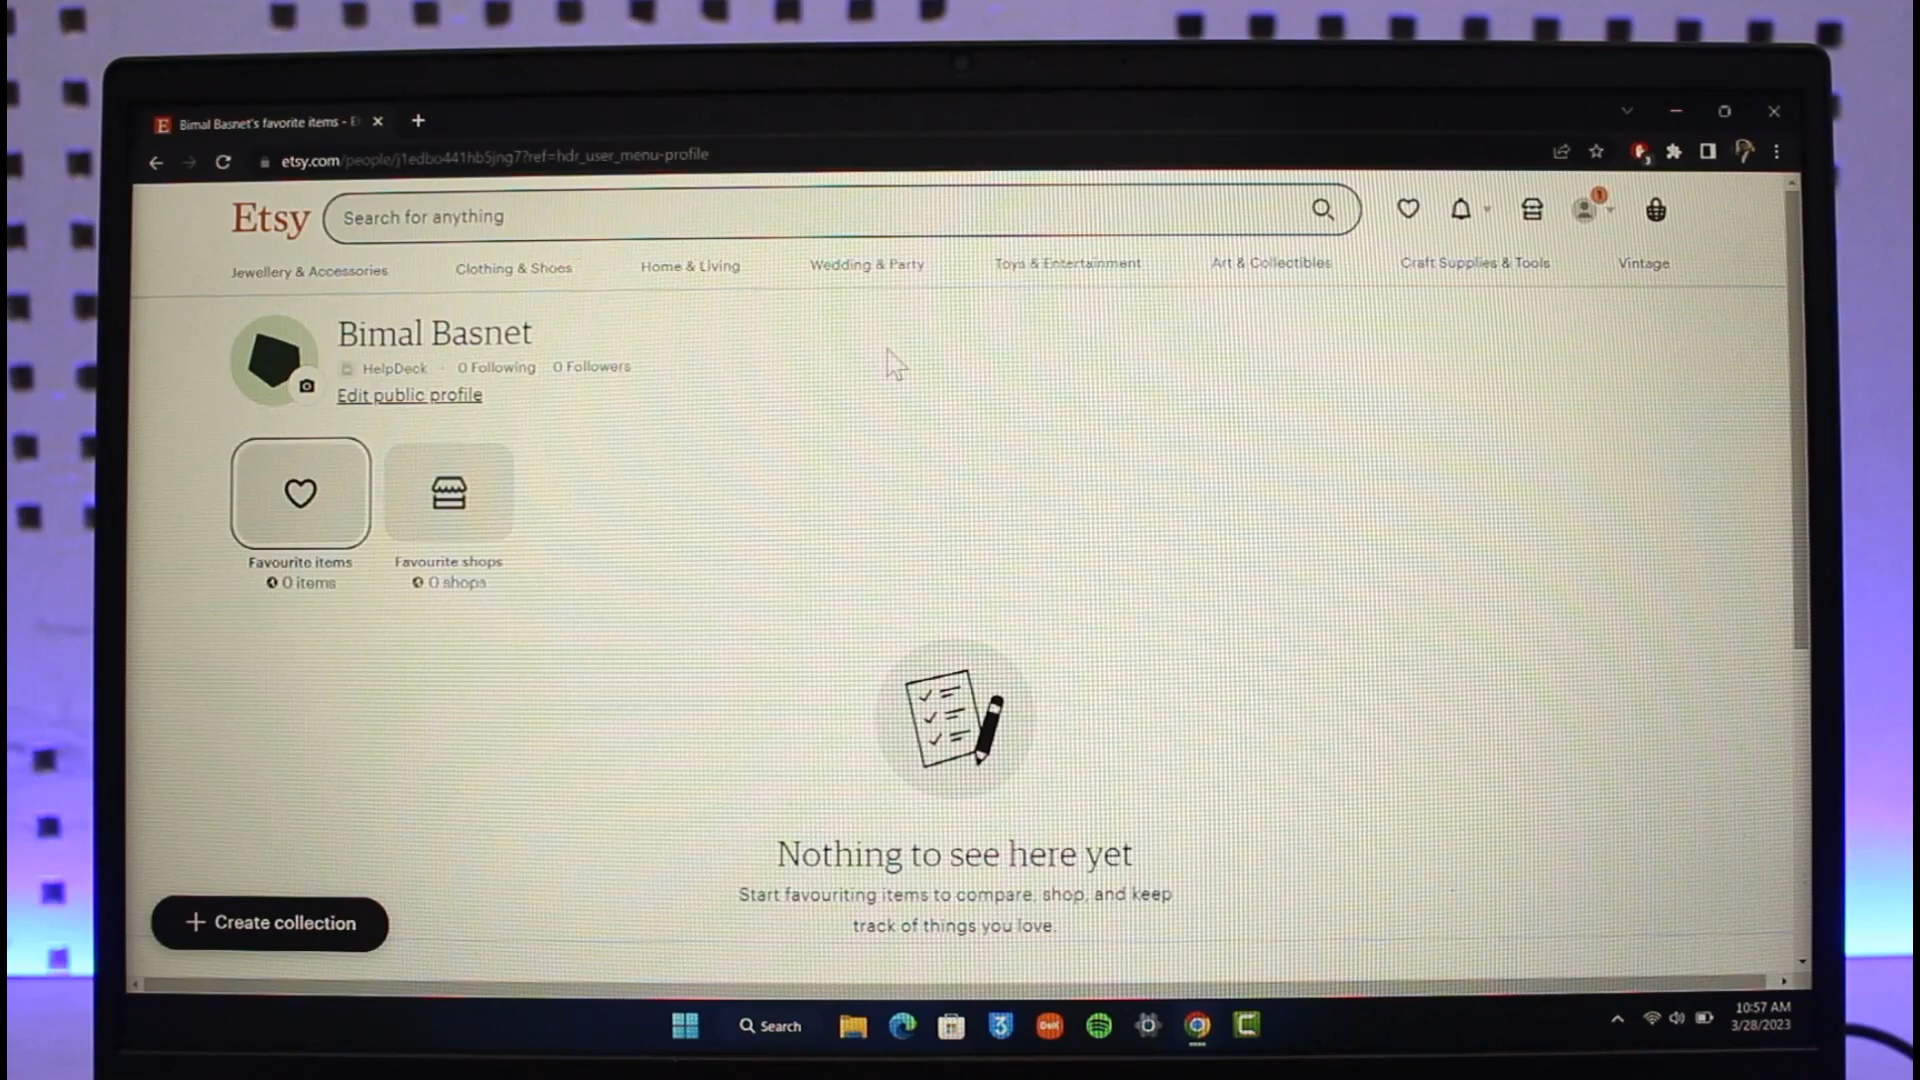 Bimal Basnet's favorite items - E
etsy.com/people/j1edbo441hb5jng7?ref=hdr_user_menu-profile
Etsy
Search for anything
1
Jewellery & Accessories
Clothing & Shoes
Home & Living
Wedding & Party
Toys & Entertainment
Art & Collectibles
Craft Supplies & Tools
Vintage
Bimal Basnet
HelpDeck · 0 Following 0 Followers
Edit public profile
Favourite items
0 items
Favourite shops
0 shops
Nothing to see here yet
Start favouriting items to compare, shop, and keep
track of things you love.
+ Create collection
Search
10:57 AM
3/28/2023